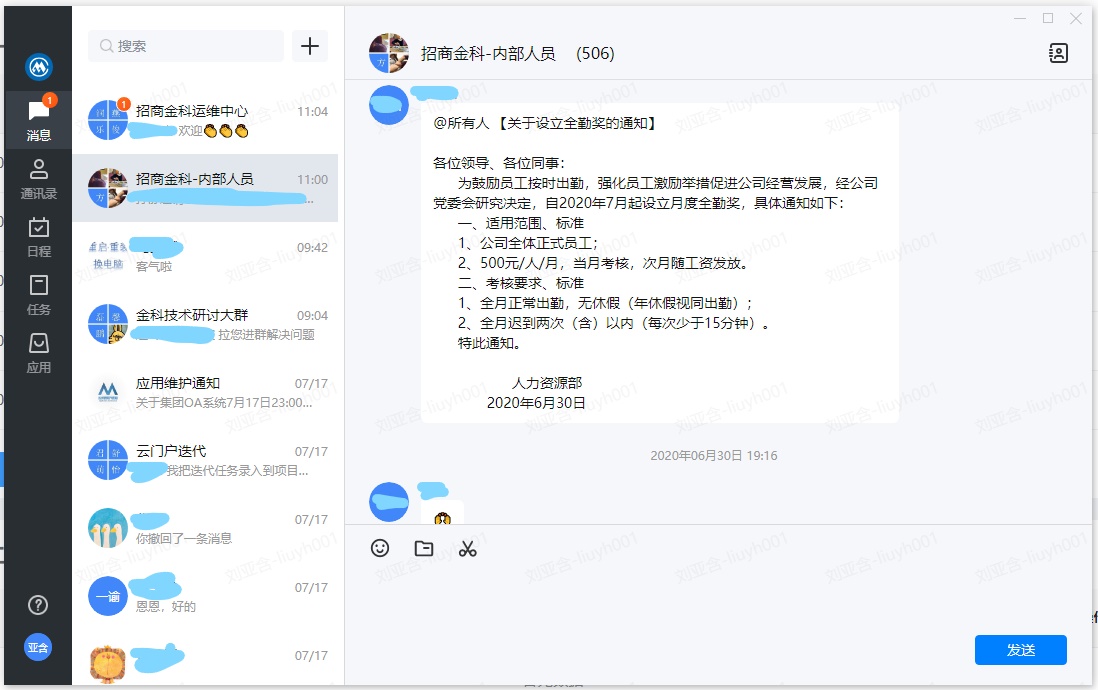 搜索
招商金科-内部人员 (506)
1
消息
通讯录
日程
任务
应用
亚含
1
招商金科运维中心 11:04
欢迎👏👏👏
招商金科-内部人员 11:00
...
重启重装
换电脑
09:42
客气啦
金科技术研讨大群 09:04
拉您进群解决问题
应用维护通知 07/17
关于集团OA系统7月17日23:00...
云门户迭代 07/17
我把迭代任务录入到项目...
07/17
你撤回了一条消息
一谕
07/17
恩恩，好的
07/17
@所有人 【关于设立全勤奖的通知】
各位领导、各位同事：
为鼓励员工按时出勤，强化员工激励举措促进公司经营发展，经公司
党委会研究决定，自2020年7月起设立月度全勤奖，具体通知如下：
一、适用范围、标准
1、公司全体正式员工；
2、500元/人/月，当月考核，次月随工资发放。
二、考核要求、标准
1、全月正常出勤，无休假（年休假视同出勤）；
2、全月迟到两次（含）以内（每次少于15分钟）。
特此通知。
人力资源部
2020年6月30日
2020年06月30日 19:16
发送
刘亚含-liuyh001